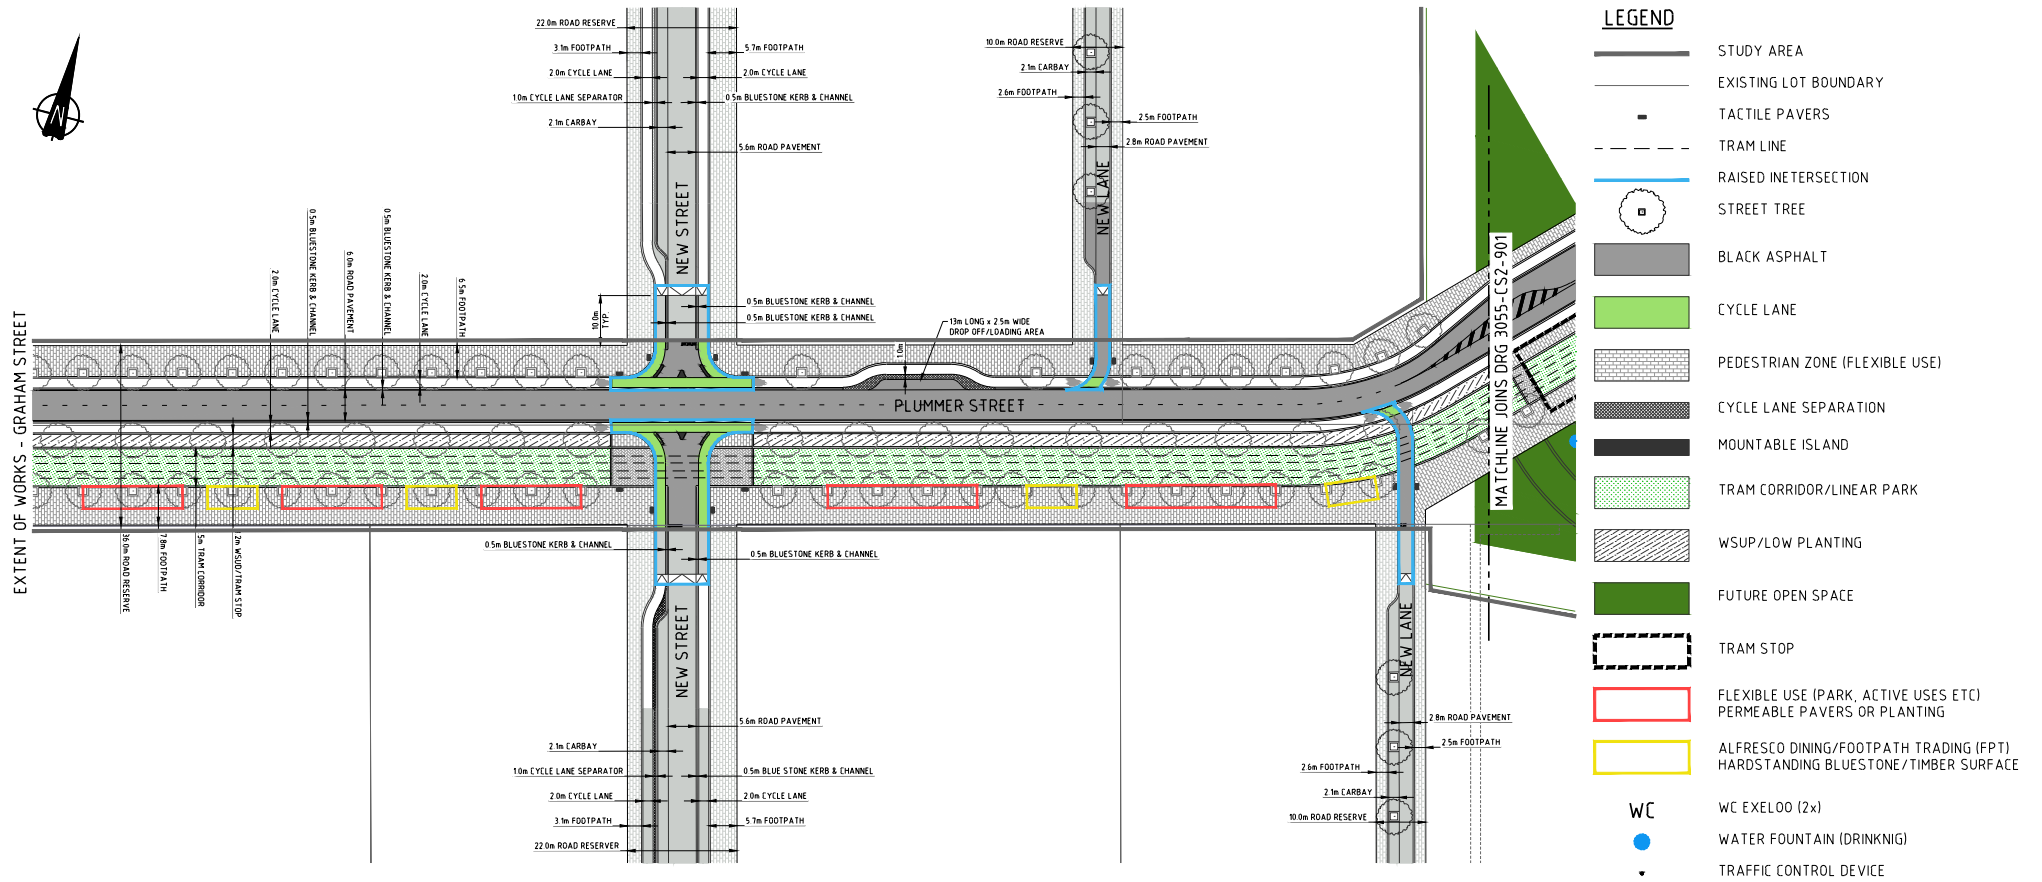 22.0m ROAD RESERVE
3.1m FOOTPATH
5.7m FOOTPATH
2.0m CYCLE LANE
2.0m CYCLE LANE
1.0m CYCLE LANE SEPARATOR
0.5m BLUESTONE KERB & CHANNEL
2.1m CARBAY
5.6m ROAD PAVEMENT
NEW STREET
10.0m ROAD RESERVE
2.1m CARBAY
2.6m FOOTPATH
2.5m FOOTPATH
2.8m ROAD PAVEMENT
NEW LANE
N
EXTENT OF WORKS - GRAHAM STREET
2.0m CYCLE LANE
0.5m BLUESTONE KERB & CHANNEL
6.0m ROAD PAVEMENT
0.5m BLUESTONE KERB & CHANNEL
2.0m CYCLE LANE
6.5m FOOTPATH
10.0m
TYP.
0.5m BLUESTONE KERB & CHANNEL
0.5m BLUESTONE KERB & CHANNEL
1.0m
13m LONG x 2.5m WIDE
DROP OFF/LOADING AREA
PLUMMER STREET
MATCHLINE JOINS DRG 3055-CS2-901
36.0m ROAD RESERVE
7.8m FOOTPATH
5m TRAM CORRIDOR
2m WSUD/TRAM STOP
0.5m BLUESTONE KERB & CHANNEL
0.5m BLUESTONE KERB & CHANNEL
NEW STREET
5.6m ROAD PAVEMENT
2.1m CARBAY
1.0m CYCLE LANE SEPARATOR
0.5m BLUE STONE KERB & CHANNEL
2.0m CYCLE LANE
2.0m CYCLE LANE
3.1m FOOTPATH
5.7m FOOTPATH
22.0m ROAD RESERVER
NEW LANE
2.8m ROAD PAVEMENT
2.5m FOOTPATH
2.6m FOOTPATH
2.1m CARBAY
10.0m ROAD RESERVE
LEGEND
STUDY AREA
EXISTING LOT BOUNDARY
TACTILE PAVERS
TRAM LINE
RAISED INETERSECTION
STREET TREE
BLACK ASPHALT
CYCLE LANE
PEDESTRIAN ZONE (FLEXIBLE USE)
CYCLE LANE SEPARATION
MOUNTABLE ISLAND
TRAM CORRIDOR/LINEAR PARK
WSUP/LOW PLANTING
FUTURE OPEN SPACE
TRAM STOP
FLEXIBLE USE (PARK, ACTIVE USES ETC)
PERMEABLE PAVERS OR PLANTING
ALFRESCO DINING/FOOTPATH TRADING (FPT)
HARDSTANDING BLUESTONE/TIMBER SURFACE
WC WC EXELOO (2x)
WATER FOUNTAIN (DRINKNIG)
TRAFFIC CONTROL DEVICE